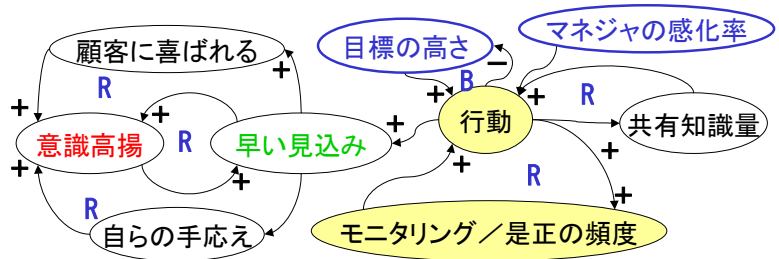 顧客に喜ばれる
目標の高さ
マネジャの感化率
+
−
R
B
R
+
+
+
+
行動
共有知識量
+
+
意識高揚
R
早い見込み
+
+
+
+
R
+
R
自らの手応え
モニタリング／是正の頻度